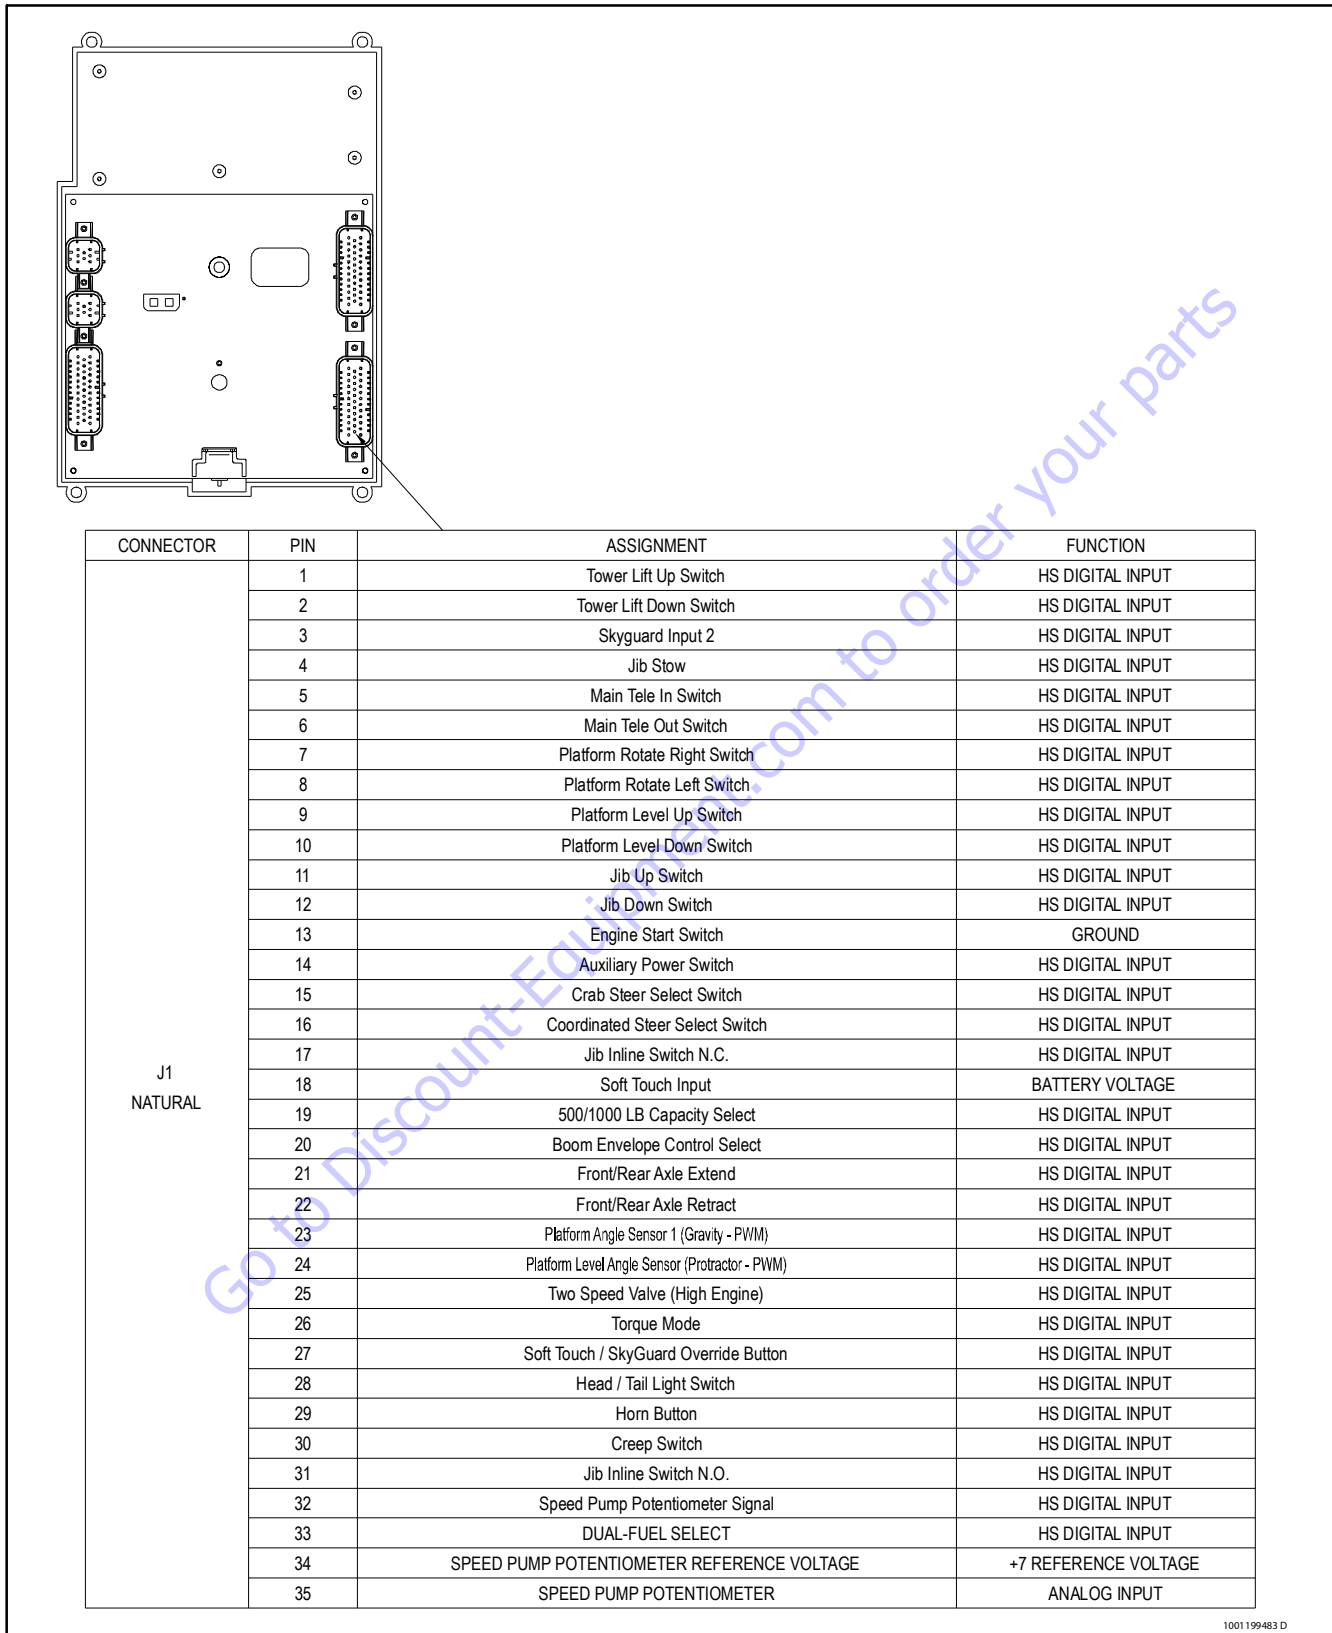 CONNECTOR PIN ASSIGNMENT FUNCTION
1 Tower Lift Up Switch HS DIGITAL INPUT
2 Tower Lift Down Switch HS DIGITAL INPUT
3 Skyguard Input 2 HS DIGITAL INPUT
4 Jib Stow HS DIGITAL INPUT
5 Main Tele In Switch HS DIGITAL INPUT
6 Main Tele Out Switch HS DIGITAL INPUT
7 Platform Rotate Right Switch HS DIGITAL INPUT
8 Platform Rotate Left Switch HS DIGITAL INPUT
9 Platform Level Up Switch HS DIGITAL INPUT
10 Platform Level Down Switch HS DIGITAL INPUT
11 Jib Up Switch HS DIGITAL INPUT
12 Jib Down Switch HS DIGITAL INPUT
13 Engine Start Switch GROUND
14 Auxiliary Power Switch HS DIGITAL INPUT
15 Crab Steer Select Switch HS DIGITAL INPUT
16 Coordinated Steer Select Switch HS DIGITAL INPUT
17 Jib Inline Switch N.C. HS DIGITAL INPUT
J1
NATURAL
18 Soft Touch Input BATTERY VOLTAGE
19 500/1000 LB Capacity Select HS DIGITAL INPUT
20 Boom Envelope Control Select HS DIGITAL INPUT
21 Front/Rear Axle Extend HS DIGITAL INPUT
22 Front/Rear Axle Retract HS DIGITAL INPUT
23 Platform Angle Sensor 1 (Gravity - PWM) HS DIGITAL INPUT
24 Platform Level Angle Sensor (Protractor - PWM) HS DIGITAL INPUT
25 Two Speed Valve (High Engine) HS DIGITAL INPUT
26 Torque Mode HS DIGITAL INPUT
27 Soft Touch / SkyGuard Override Button HS DIGITAL INPUT
28 Head / Tail Light Switch HS DIGITAL INPUT
29 Horn Button HS DIGITAL INPUT
30 Creep Switch HS DIGITAL INPUT
31 Jib Inline Switch N.O. HS DIGITAL INPUT
32 Speed Pump Potentiometer Signal HS DIGITAL INPUT
33 DUAL-FUEL SELECT HS DIGITAL INPUT
34 SPEED PUMP POTENTIOMETER REFERENCE VOLTAGE +7 REFERENCE VOLTAGE
35 SPEED PUMP POTENTIOMETER ANALOG INPUT
1001199483 D
Go to Discount-Equipment.com to order your parts